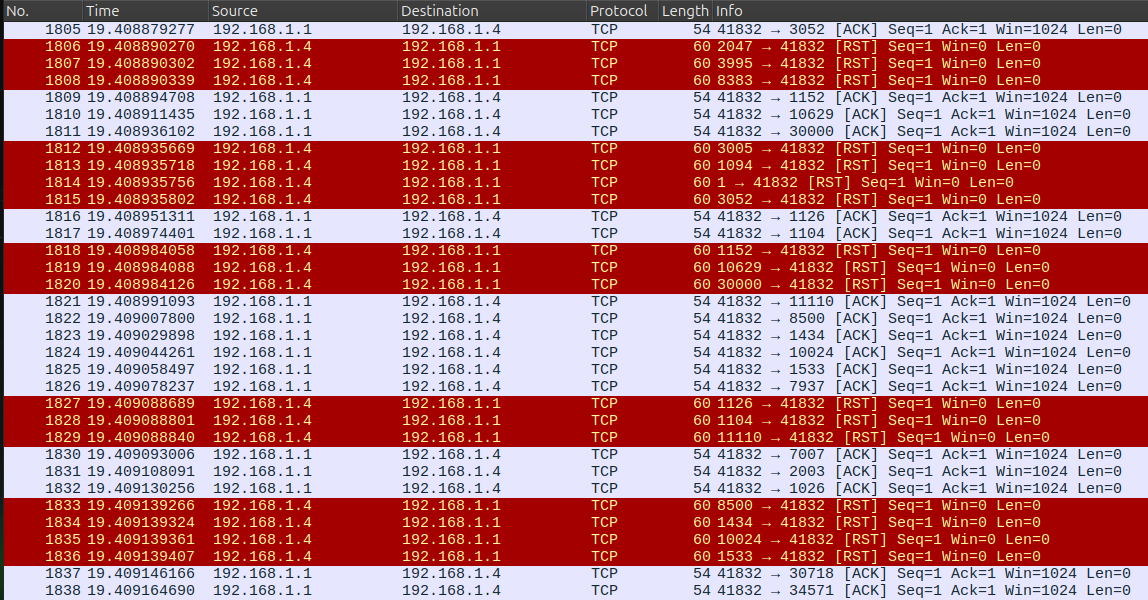 No. Time Source Destination Protocol Length Info
1805 19.408879277 192.168.1.1 192.168.1.4 TCP 54 41832 → 3052 [ACK] Seq=1 Ack=1 Win=1024 Len=0
1806 19.408890270 192.168.1.4 192.168.1.1 TCP 60 2047 → 41832 [RST] Seq=1 Win=0 Len=0
1807 19.408890302 192.168.1.4 192.168.1.1 TCP 60 3995 → 41832 [RST] Seq=1 Win=0 Len=0
1808 19.408890339 192.168.1.4 192.168.1.1 TCP 60 8383 → 41832 [RST] Seq=1 Win=0 Len=0
1809 19.408894708 192.168.1.1 192.168.1.4 TCP 54 41832 → 1152 [ACK] Seq=1 Ack=1 Win=1024 Len=0
1810 19.408911435 192.168.1.1 192.168.1.4 TCP 54 41832 → 10629 [ACK] Seq=1 Ack=1 Win=1024 Len=0
1811 19.408936102 192.168.1.1 192.168.1.4 TCP 54 41832 → 30000 [ACK] Seq=1 Ack=1 Win=1024 Len=0
1812 19.408935669 192.168.1.4 192.168.1.1 TCP 60 3005 → 41832 [RST] Seq=1 Win=0 Len=0
1813 19.408935718 192.168.1.4 192.168.1.1 TCP 60 1094 → 41832 [RST] Seq=1 Win=0 Len=0
1814 19.408935756 192.168.1.4 192.168.1.1 TCP 60 1 → 41832 [RST] Seq=1 Win=0 Len=0
1815 19.408935802 192.168.1.4 192.168.1.1 TCP 60 3052 → 41832 [RST] Seq=1 Win=0 Len=0
1816 19.408951311 192.168.1.1 192.168.1.4 TCP 54 41832 → 1126 [ACK] Seq=1 Ack=1 Win=1024 Len=0
1817 19.408974401 192.168.1.1 192.168.1.4 TCP 54 41832 → 1104 [ACK] Seq=1 Ack=1 Win=1024 Len=0
1818 19.408984058 192.168.1.4 192.168.1.1 TCP 60 1152 → 41832 [RST] Seq=1 Win=0 Len=0
1819 19.408984088 192.168.1.4 192.168.1.1 TCP 60 10629 → 41832 [RST] Seq=1 Win=0 Len=0
1820 19.408984126 192.168.1.4 192.168.1.1 TCP 60 30000 → 41832 [RST] Seq=1 Win=0 Len=0
1821 19.408991093 192.168.1.1 192.168.1.4 TCP 54 41832 → 11110 [ACK] Seq=1 Ack=1 Win=1024 Len=0
1822 19.409007800 192.168.1.1 192.168.1.4 TCP 54 41832 → 8500 [ACK] Seq=1 Ack=1 Win=1024 Len=0
1823 19.409029898 192.168.1.1 192.168.1.4 TCP 54 41832 → 1434 [ACK] Seq=1 Ack=1 Win=1024 Len=0
1824 19.409044261 192.168.1.1 192.168.1.4 TCP 54 41832 → 10024 [ACK] Seq=1 Ack=1 Win=1024 Len=0
1825 19.409058497 192.168.1.1 192.168.1.4 TCP 54 41832 → 1533 [ACK] Seq=1 Ack=1 Win=1024 Len=0
1826 19.409078237 192.168.1.1 192.168.1.4 TCP 54 41832 → 7937 [ACK] Seq=1 Ack=1 Win=1024 Len=0
1827 19.409088689 192.168.1.4 192.168.1.1 TCP 60 1126 → 41832 [RST] Seq=1 Win=0 Len=0
1828 19.409088801 192.168.1.4 192.168.1.1 TCP 60 1104 → 41832 [RST] Seq=1 Win=0 Len=0
1829 19.409088840 192.168.1.4 192.168.1.1 TCP 60 11110 → 41832 [RST] Seq=1 Win=0 Len=0
1830 19.409093006 192.168.1.1 192.168.1.4 TCP 54 41832 → 7007 [ACK] Seq=1 Ack=1 Win=1024 Len=0
1831 19.409108091 192.168.1.1 192.168.1.4 TCP 54 41832 → 2003 [ACK] Seq=1 Ack=1 Win=1024 Len=0
1832 19.409130256 192.168.1.1 192.168.1.4 TCP 54 41832 → 1026 [ACK] Seq=1 Ack=1 Win=1024 Len=0
1833 19.409139266 192.168.1.4 192.168.1.1 TCP 60 8500 → 41832 [RST] Seq=1 Win=0 Len=0
1834 19.409139324 192.168.1.4 192.168.1.1 TCP 60 1434 → 41832 [RST] Seq=1 Win=0 Len=0
1835 19.409139361 192.168.1.4 192.168.1.1 TCP 60 10024 → 41832 [RST] Seq=1 Win=0 Len=0
1836 19.409139407 192.168.1.4 192.168.1.1 TCP 60 1533 → 41832 [RST] Seq=1 Win=0 Len=0
1837 19.409146166 192.168.1.1 192.168.1.4 TCP 54 41832 → 30718 [ACK] Seq=1 Ack=1 Win=1024 Len=0
1838 19.409164690 192.168.1.1 192.168.1.4 TCP 54 41832 → 34571 [ACK] Seq=1 Ack=1 Win=1024 Len=0